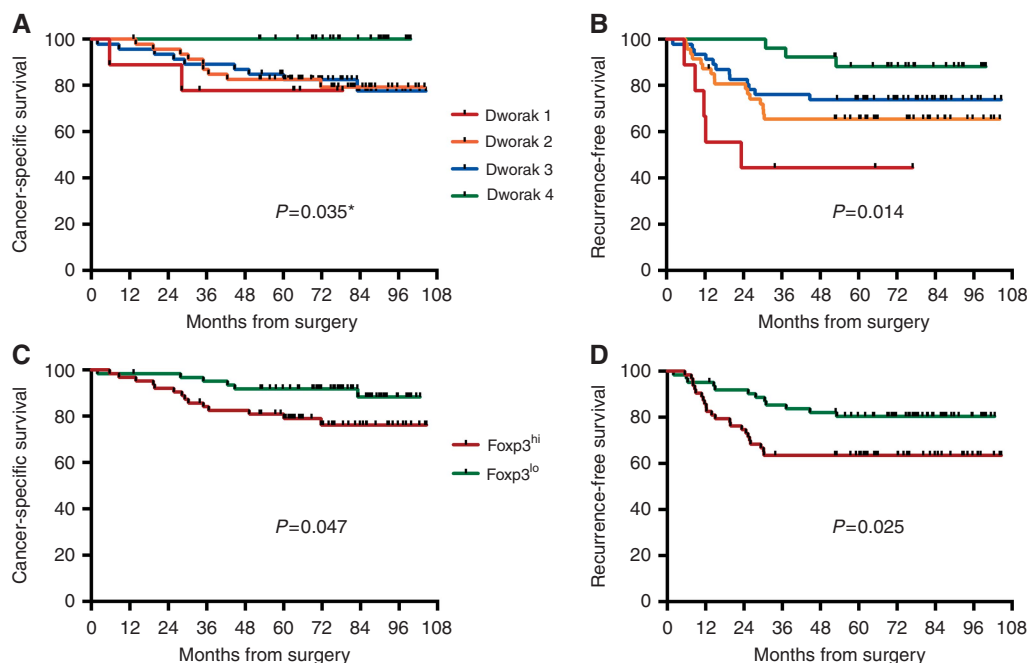 A
Cancer-specific survival
100
80
60
40
20
0
P=0.035*
0 12 24 36 48 60 72 84 96 108
Months from surgery
Dworak 1
Dworak 2
Dworak 3
Dworak 4
B
Recurrence-free survival
100
80
60
40
20
0
P=0.014
0 12 24 36 48 60 72 84 96 108
Months from surgery
C
Cancer-specific survival
100
80
60
40
20
0
P=0.047
0 12 24 36 48 60 72 84 96 108
Months from surgery
Foxp3hi
Foxp3lo
D
Recurrence-free survival
100
80
60
40
20
0
P=0.025
0 12 24 36 48 60 72 84 96 108
Months from surgery